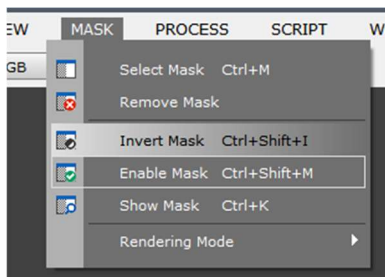 EW MASK PROCESS SCRIPT W
GB
Select Mask Ctrl+M
Remove Mask
Invert Mask Ctrl+Shift+I
Enable Mask Ctrl+Shift+M
Show Mask Ctrl+K
Rendering Mode